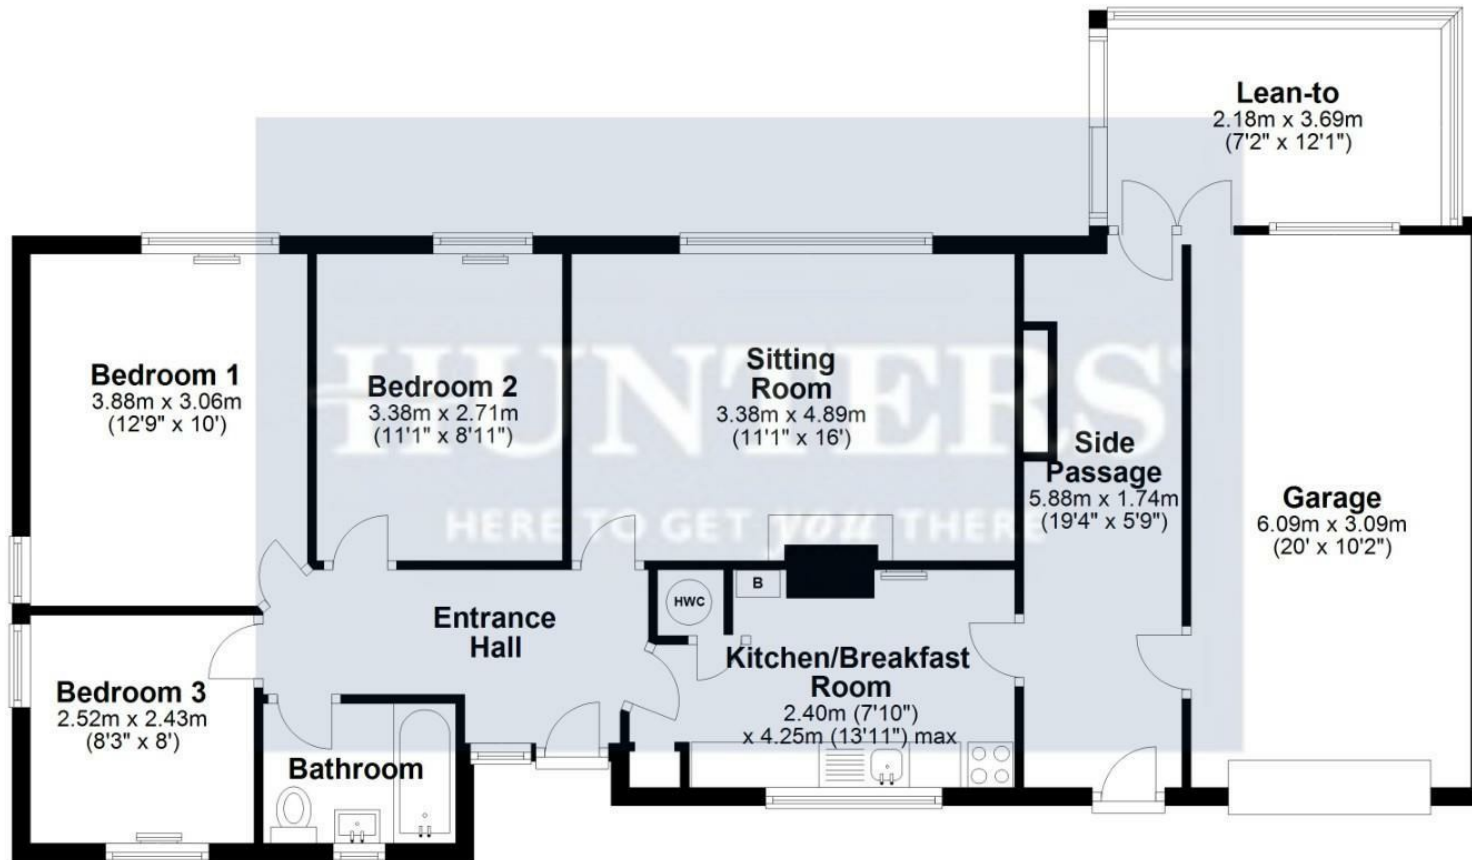 Lean-to
2.18m x 3.69m
(7'2" x 12'1")
Bedroom 1
3.88m x 3.06m
(12'9" x 10')
Bedroom 2
3.38m x 2.71m
(11'1" x 8'11")
Sitting
Room
3.38m x 4.89m
(11'1" x 16')
HUNTERS
HERE TO GET you THERE
Side
Passage
5.88m x 1.74m
(19'4" x 5'9")
Garage
6.09m x 3.09m
(20' x 10'2")
Entrance
Hall
HWC
B
Kitchen/Breakfast
Room
2.40m (7'10")
x 4.25m (13'11") max
Bedroom 3
2.52m x 2.43m
(8'3" x 8')
Bathroom